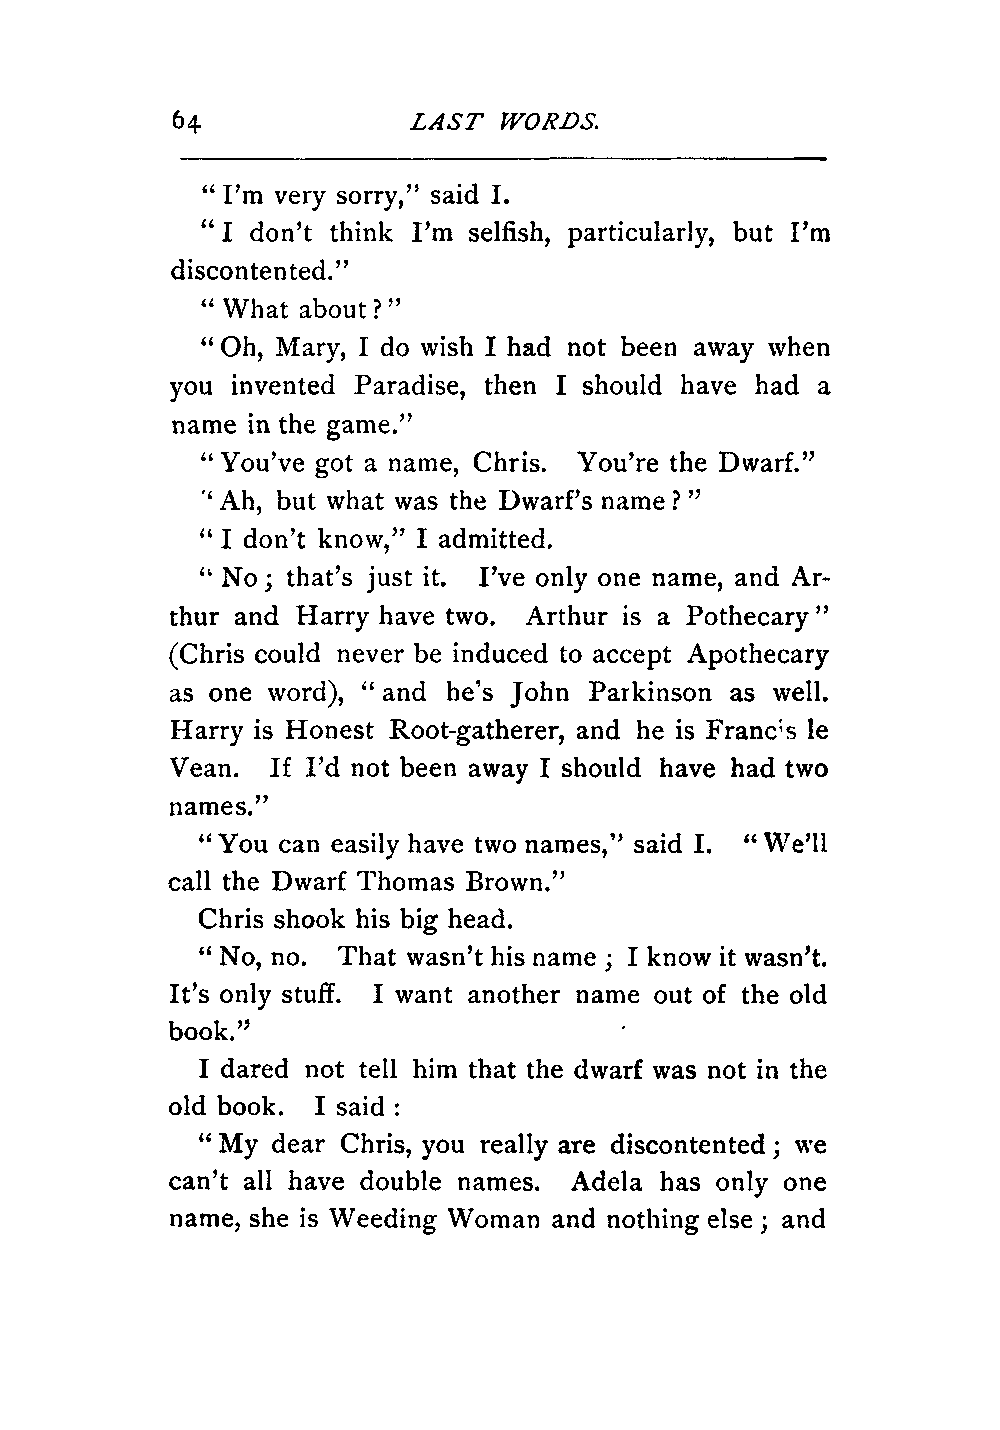 64 LAST WORDS.
“ I’m very sorry,” said I.
“ I don’t think I’m selfish, particularly, but I’m
discontented.”
“ What about ? ”
“ Oh, Mary, I do wish I had not been away when
you invented Paradise, then I should have had a
name in the game.”
“ You’ve got a name, Chris. You’re the Dwarf.”
“ Ah, but what was the Dwarf’s name ? ”
“ I don’t know,” I admitted.
“ No ; that’s just it. I’ve only one name, and Ar-
thur and Harry have two. Arthur is a Pothecary ”
(Chris could never be induced to accept Apothecary
as one word), “ and he’s John Parkinson as well.
Harry is Honest Root-gatherer, and he is Francis le
Vean. If I’d not been away I should have had two
names.”
“ You can easily have two names,” said I. “ We’ll
call the Dwarf Thomas Brown.”
Chris shook his big head.
“ No, no. That wasn’t his name ; I know it wasn’t.
It’s only stuff. I want another name out of the old
book.”
I dared not tell him that the dwarf was not in the
old book. I said :
“ My dear Chris, you really are discontented ; we
can’t all have double names. Adela has only one
name, she is Weeding Woman and nothing else ; and